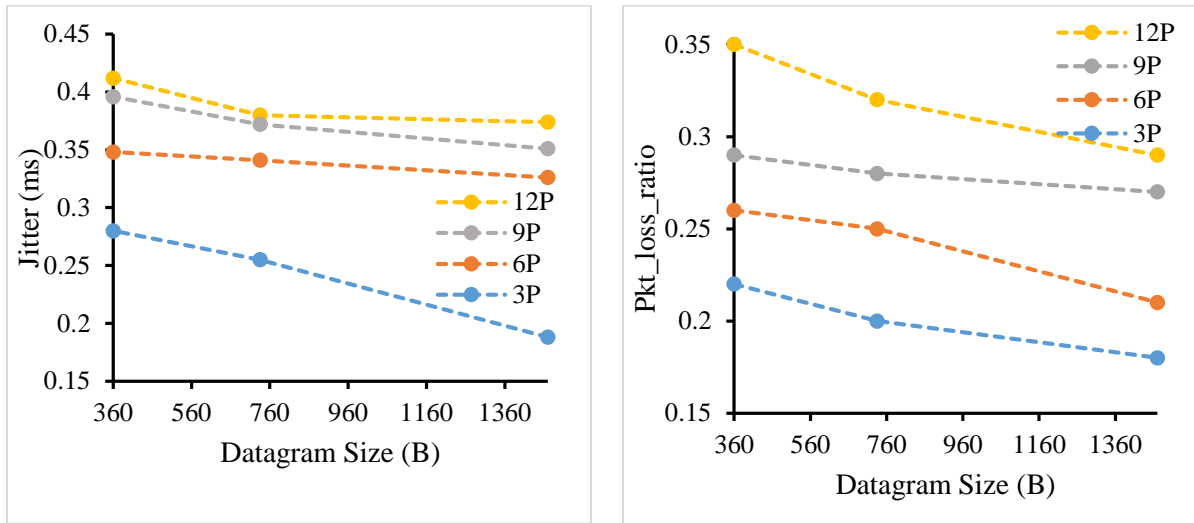 0.45
0.4
0.35
0.3
0.25
0.2
0.15
Jitter (ms)
12P
9P
6P
3P
360 560 760 960 1160 1360
Datagram Size (B)
0.35
0.3
0.25
0.2
0.15
Pkt_loss_ratio
12P
9P
6P
3P
360 560 760 960 1160 1360
Datagram Size (B)